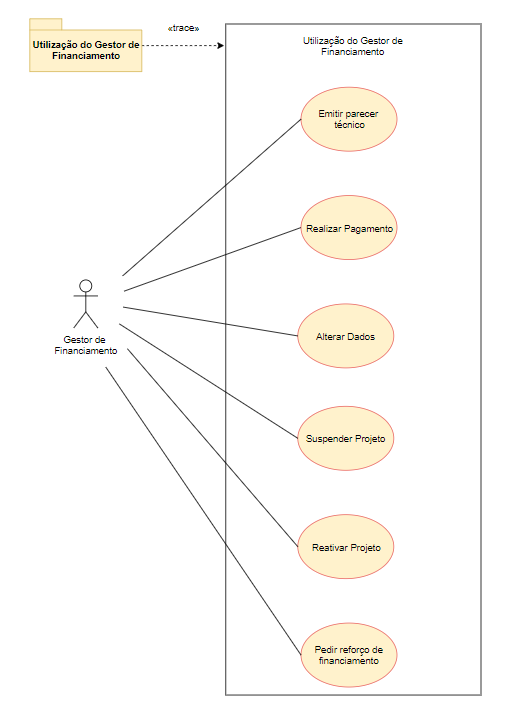 «trace»
Utilização do Gestor de
Financiamento
Utilização do Gestor de
Financiamento
Emitir parecer
técnico
Realizar Pagamento
Gestor de
Financiamento
Alterar Dados
Suspender Projeto
Reativar Projeto
Pedir reforço de
financiamento